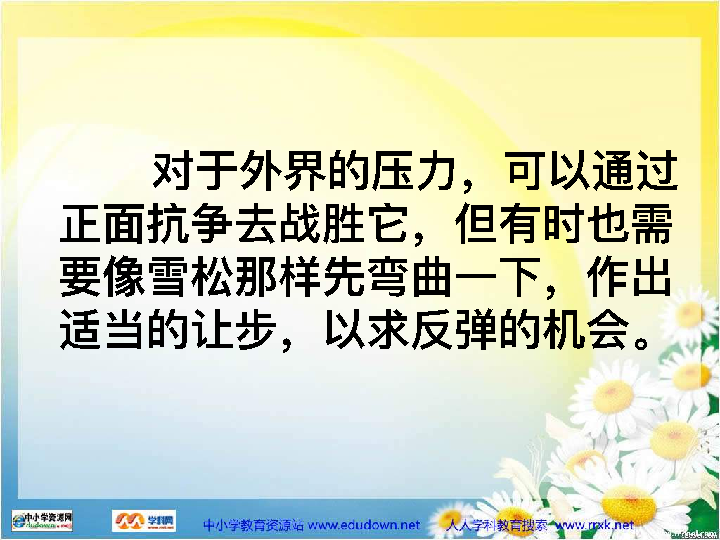 对于外界的压力，可以通过
正面抗争去战胜它，但有时也需
要像雪松那样先弯曲一下，作出
适当的让步，以求反弹的机会。
中小学资源网
学科网
中小学教育资源站 www.edudown.net 人人学科教育搜索 www.rrxk.net